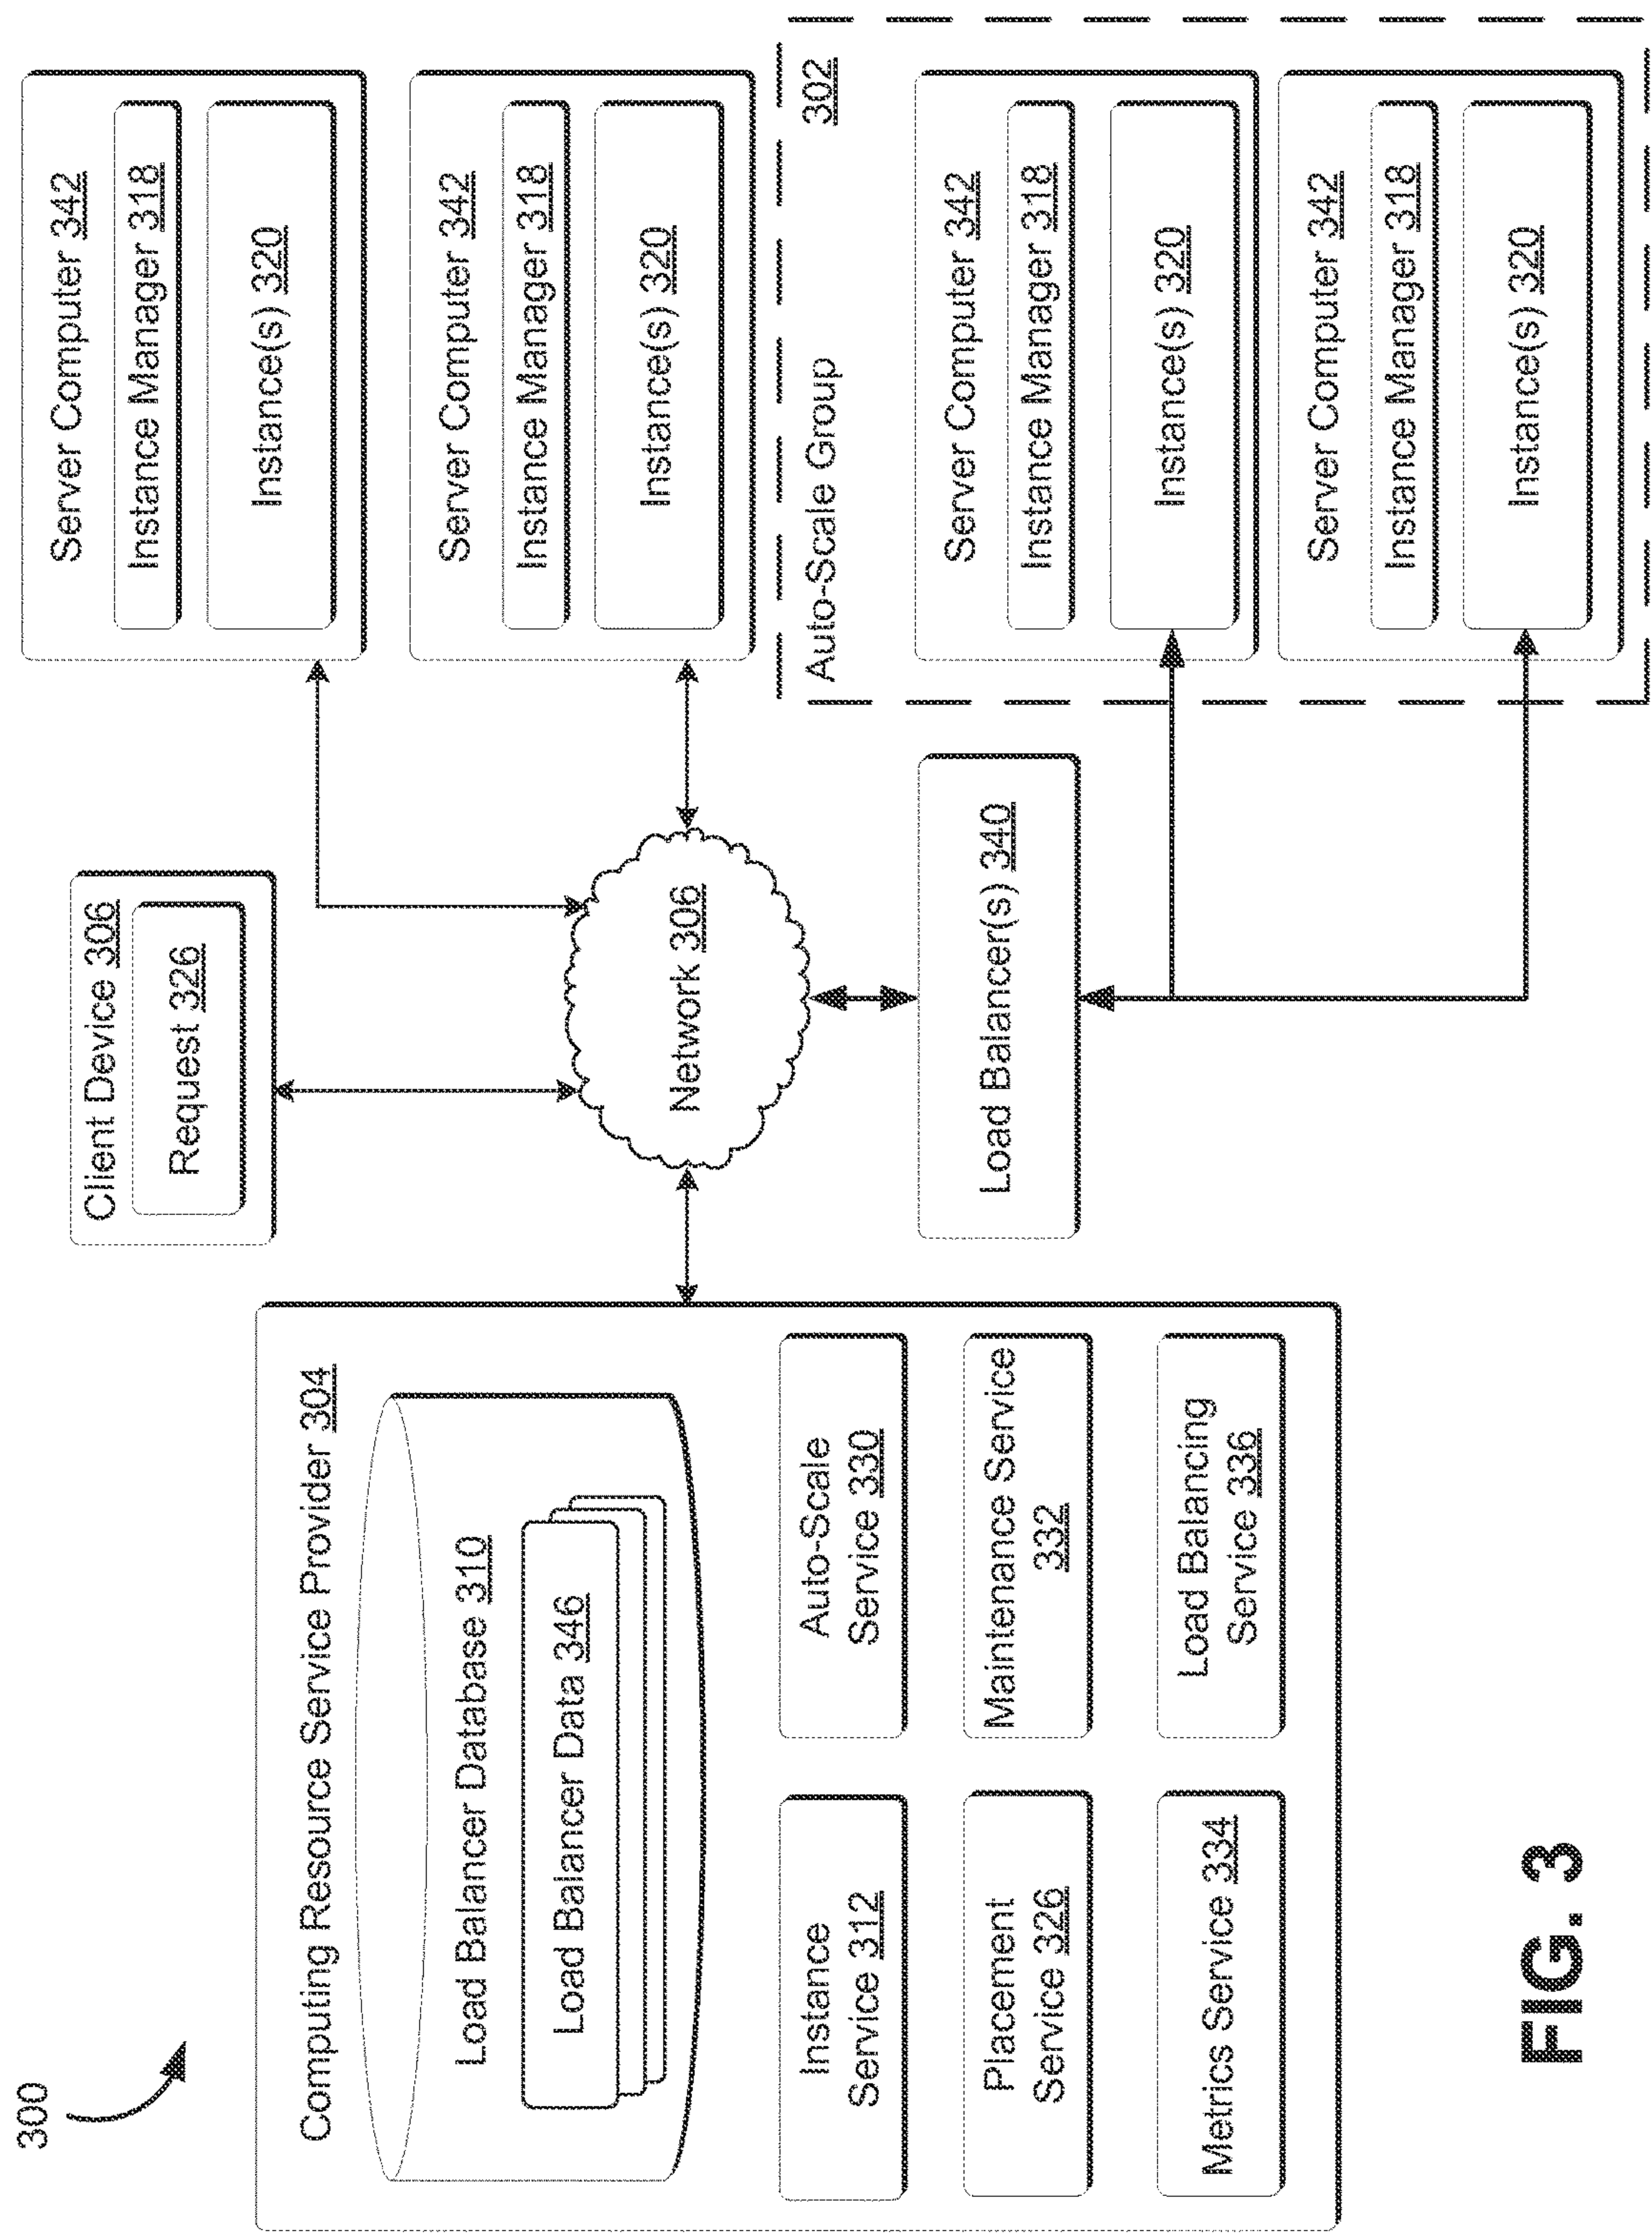 300
Computing Resource Service Provider 304
Load Balancer Database 310
Load Balancer Data 346
Instance
Service 312
Auto-Scale
Service 330
Placement
Service 326
Maintenance Service
332
Metrics Service 334
Load Balancing
Service 336
Client Device 306
Request 326
Network 306
Load Balancer(s) 340
Server Computer 342
Instance Manager 318
Instance(s) 320
Server Computer 342
Instance Manager 318
Instance(s) 320
Auto-Scale Group
302
Server Computer 342
Instance Manager 318
Instance(s) 320
Server Computer 342
Instance Manager 318
Instance(s) 320
FIG. 3